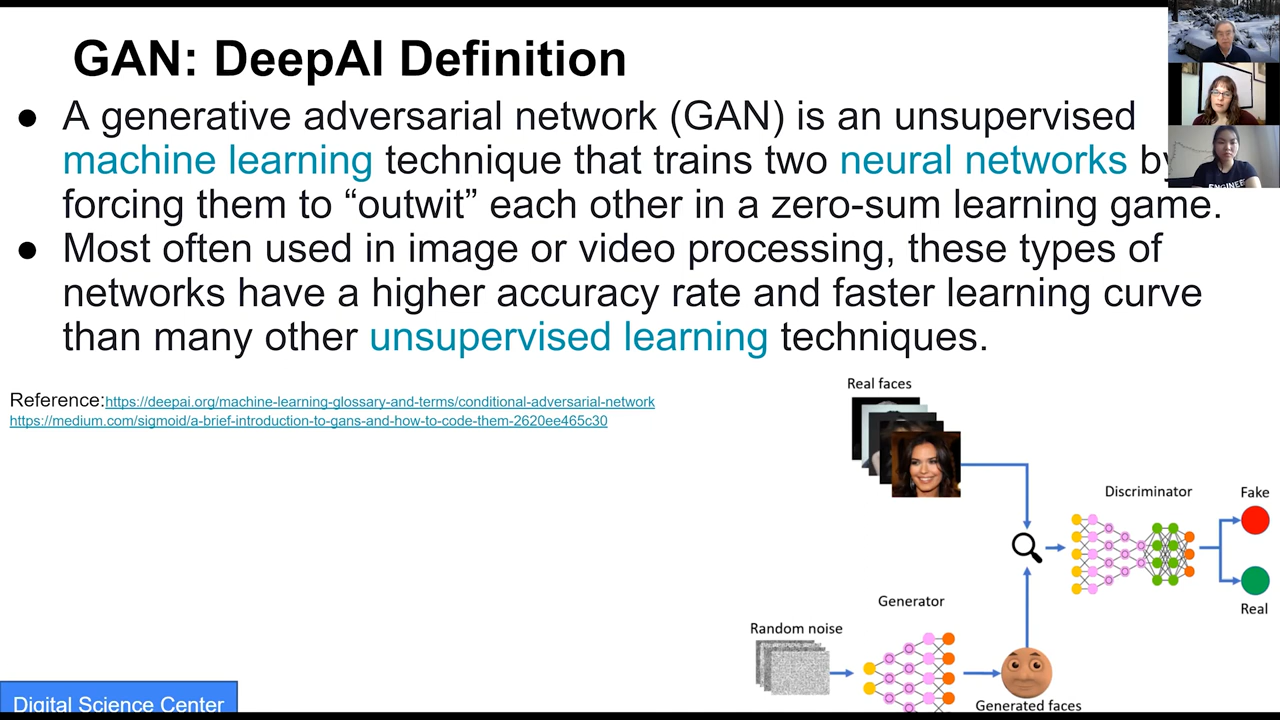 GAN: DeepAI Definition
● A generative adversarial network (GAN) is an unsupervised
machine learning technique that trains two neural networks by
forcing them to “outwit” each other in a zero-sum learning game.
● Most often used in image or video processing, these types of
networks have a higher accuracy rate and faster learning curve
than many other unsupervised learning techniques.
Reference:https://deepai.org/machine-learning-glossary-and-terms/conditional-adversarial-network
https://medium.com/sigmoid/a-brief-introduction-to-gans-and-how-to-code-them-2620ee465c30
Real faces
Discriminator
Fake
Real
Generator
Random noise
Generated faces
Digital Science Center
ENGINEE